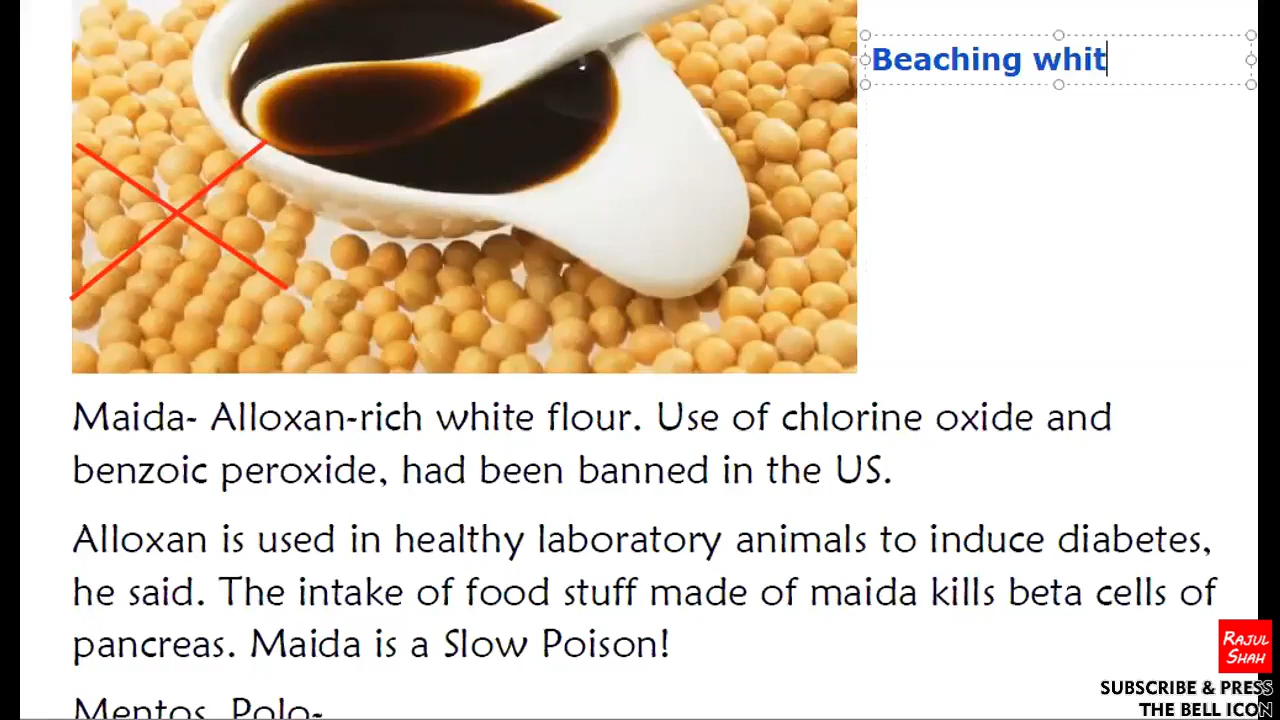 Beaching whit
Maida- Alloxan-rich white flour. Use of chlorine oxide and
benzoic peroxide, had been banned in the US.
Alloxan is used in healthy laboratory animals to induce diabetes,
he said. The intake of food stuff made of maida kills beta cells of
pancreas. Maida is a Slow Poison!
Mentos, Polo-
RAJUL
SHAH
SUBSCRIBE & PRESS
THE BELL ICON